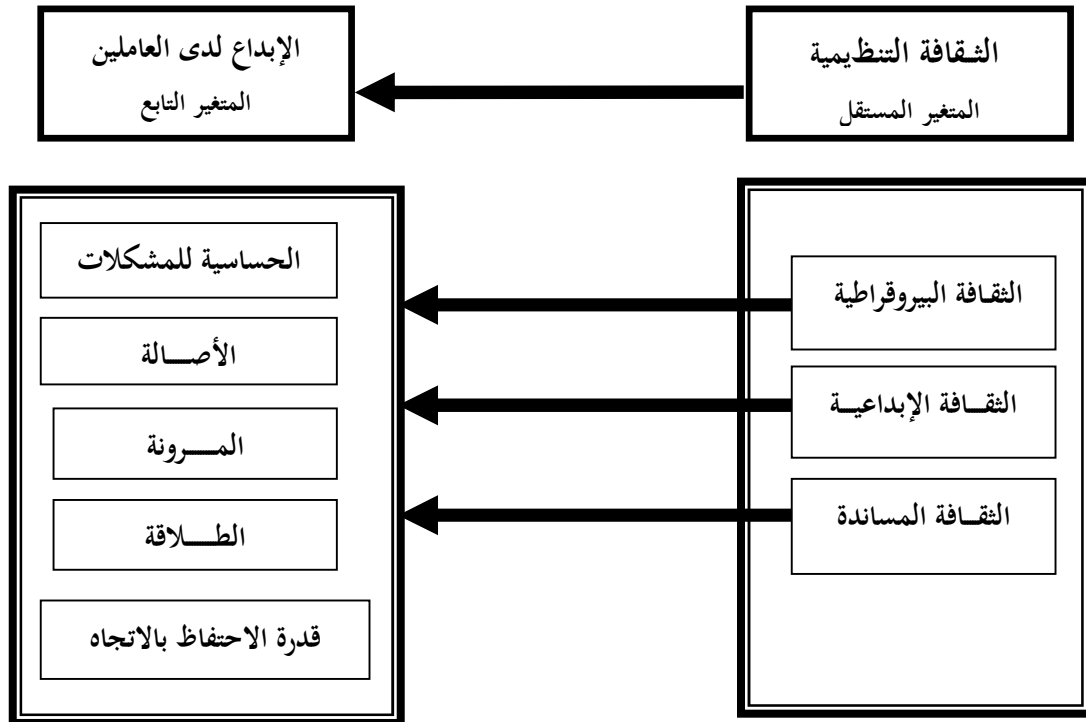 الثقافة التنظيمية
المتغير المستقل
الإبداع لدى العاملين
المتغير التابع
الثقافة البيروقراطية
الثقافة الإبداعية
الثقافة المساندة
الحساسية للمشكلات
الأصالة
المرونة
الطلاقة
قدرة الاحتفاظ بالاتجاه